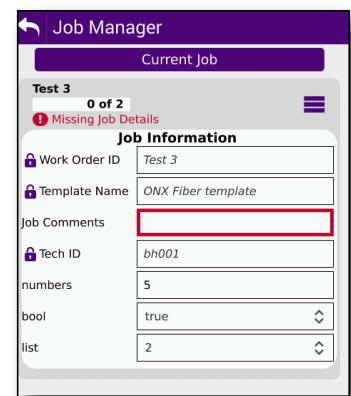 Job Manager
Current Job
Test 3
0 of 2
Missing Job Details
Job Information
Work Order ID Test 3
Template Name ONX Fiber template
Job Comments
Tech ID bh001
numbers 5
bool true
list 2